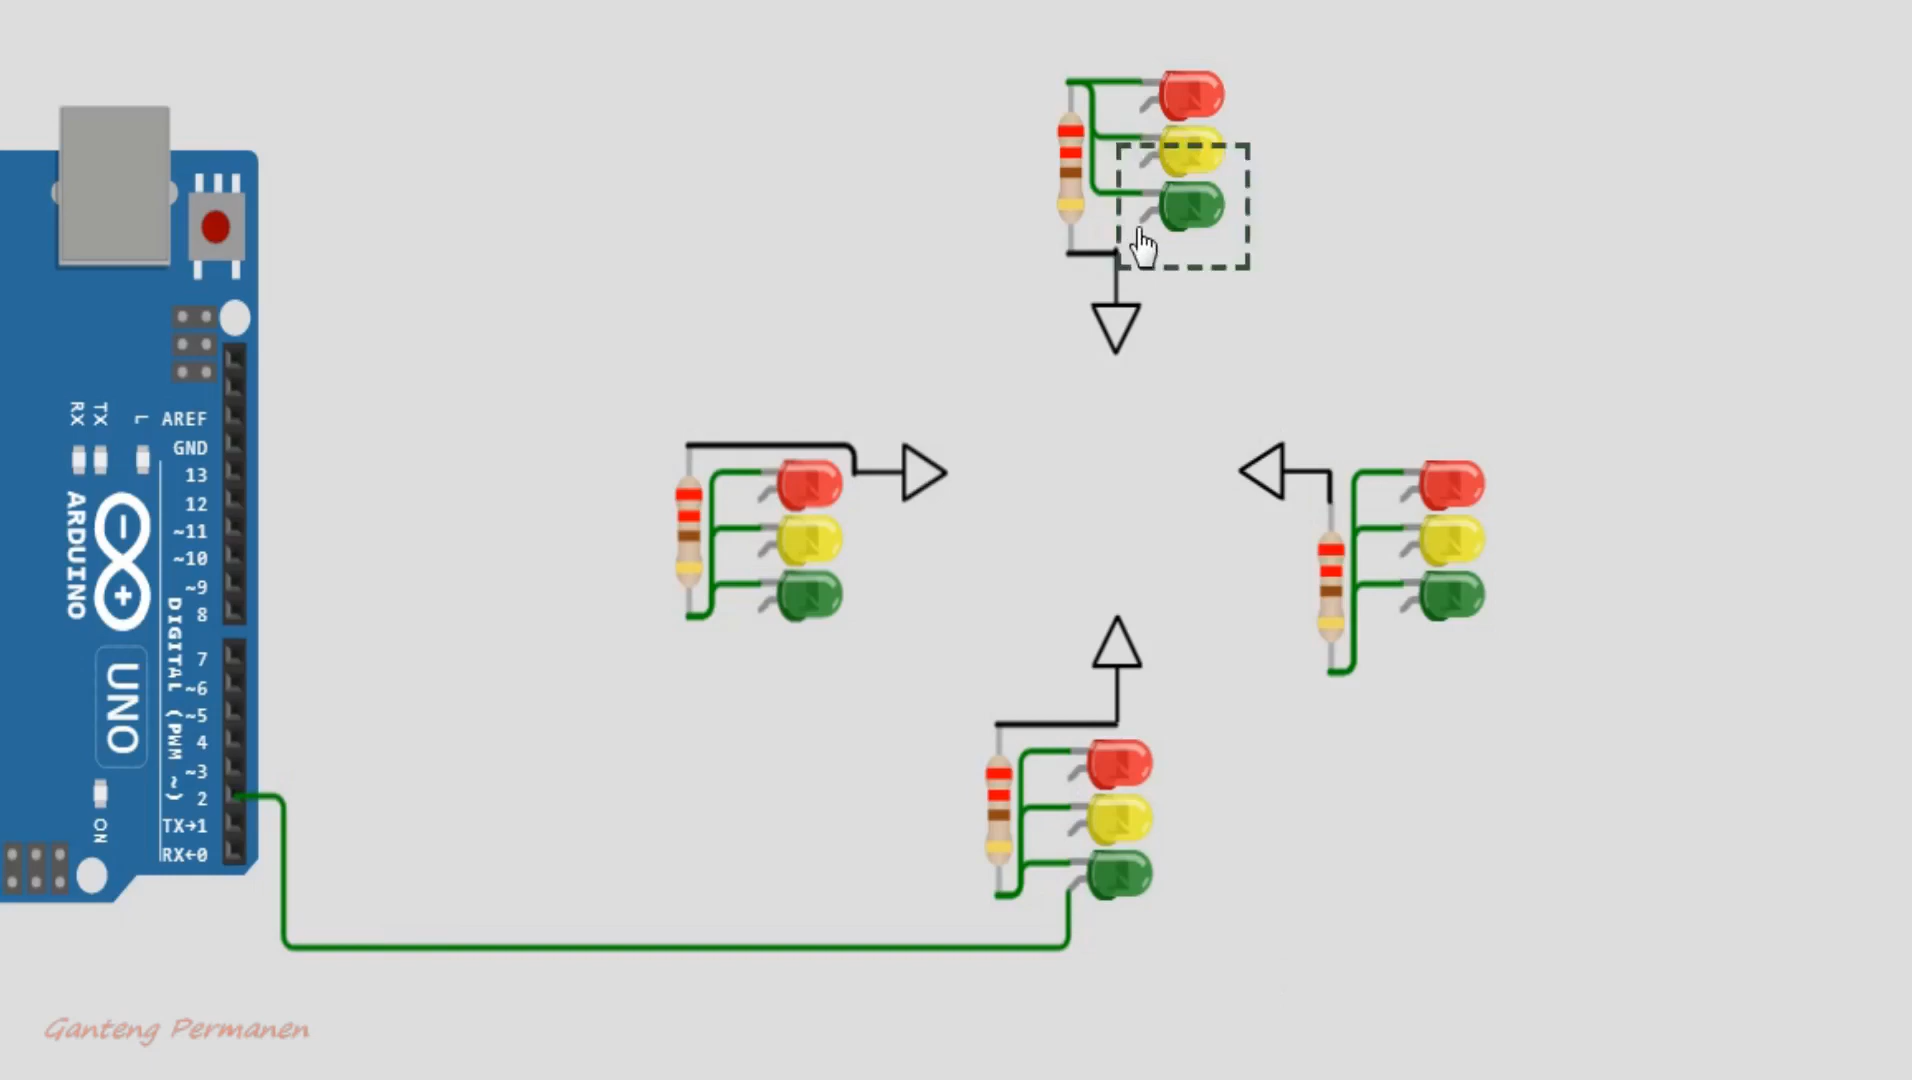 RX
TX
L
AREF
GND
13
12
~11
~10
~9
8
7
~6
~5
4
~3
2
TX→1
RX←0
DIGITAL (PWM ~)
ARDUINO
UNO
ON
Ganteng Permanen